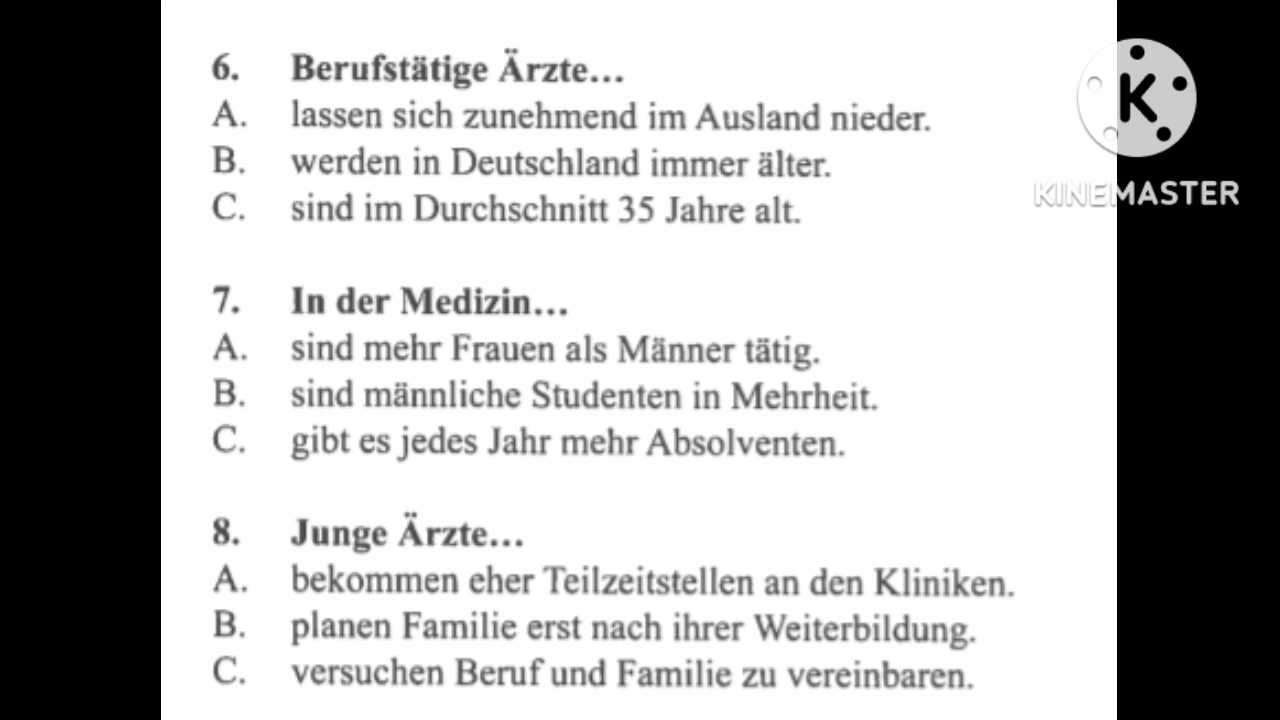 6. Berufstätige Ärzte...
A. lassen sich zunehmend im Ausland nieder.
B. werden in Deutschland immer älter.
C. sind im Durchschnitt 35 Jahre alt.
7. In der Medizin...
A. sind mehr Frauen als Männer tätig.
B. sind männliche Studenten in Mehrheit.
C. gibt es jedes Jahr mehr Absolventen.
8. Junge Ärzte...
A. bekommen eher Teilzeitstellen an den Kliniken.
B. planen Familie erst nach ihrer Weiterbildung.
C. versuchen Beruf und Familie zu vereinbaren.
K
KINEMASTER